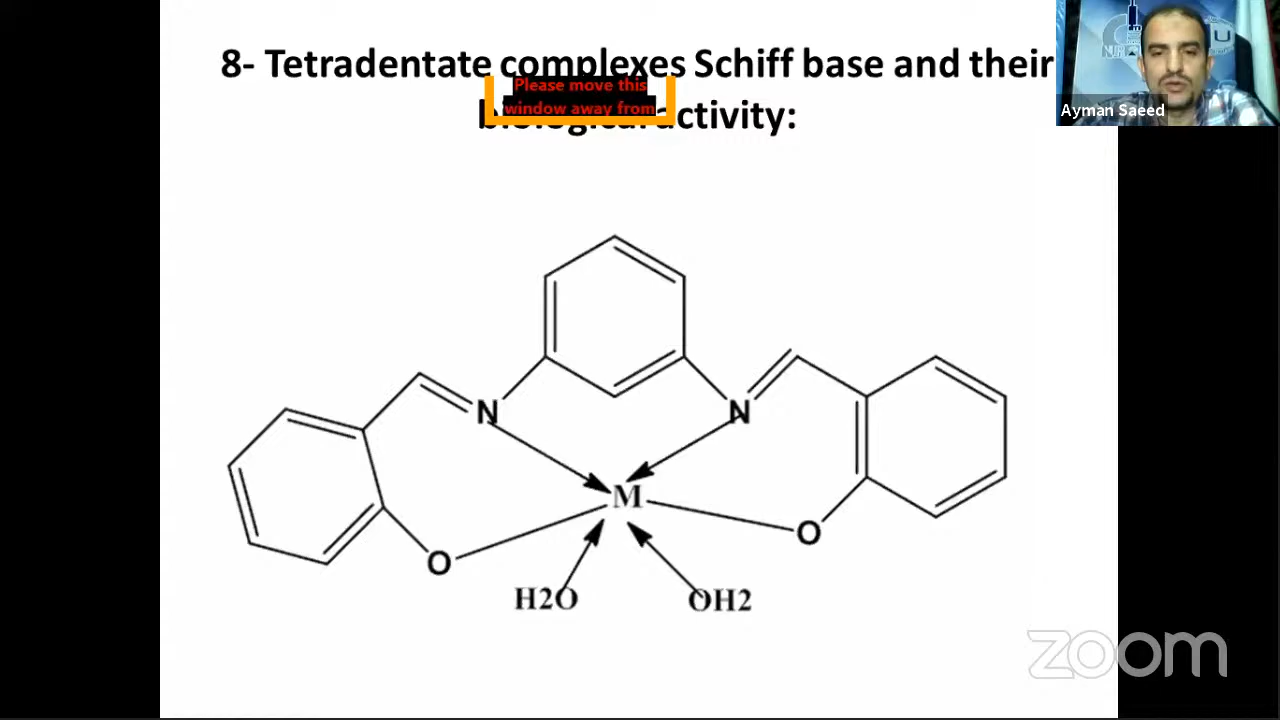 8- Tetradentate complexes Schiff base and their
biological activity:
Please move this
window away from
Ayman Saeed
N
N
M
O
O
H2O
OH2
zoom